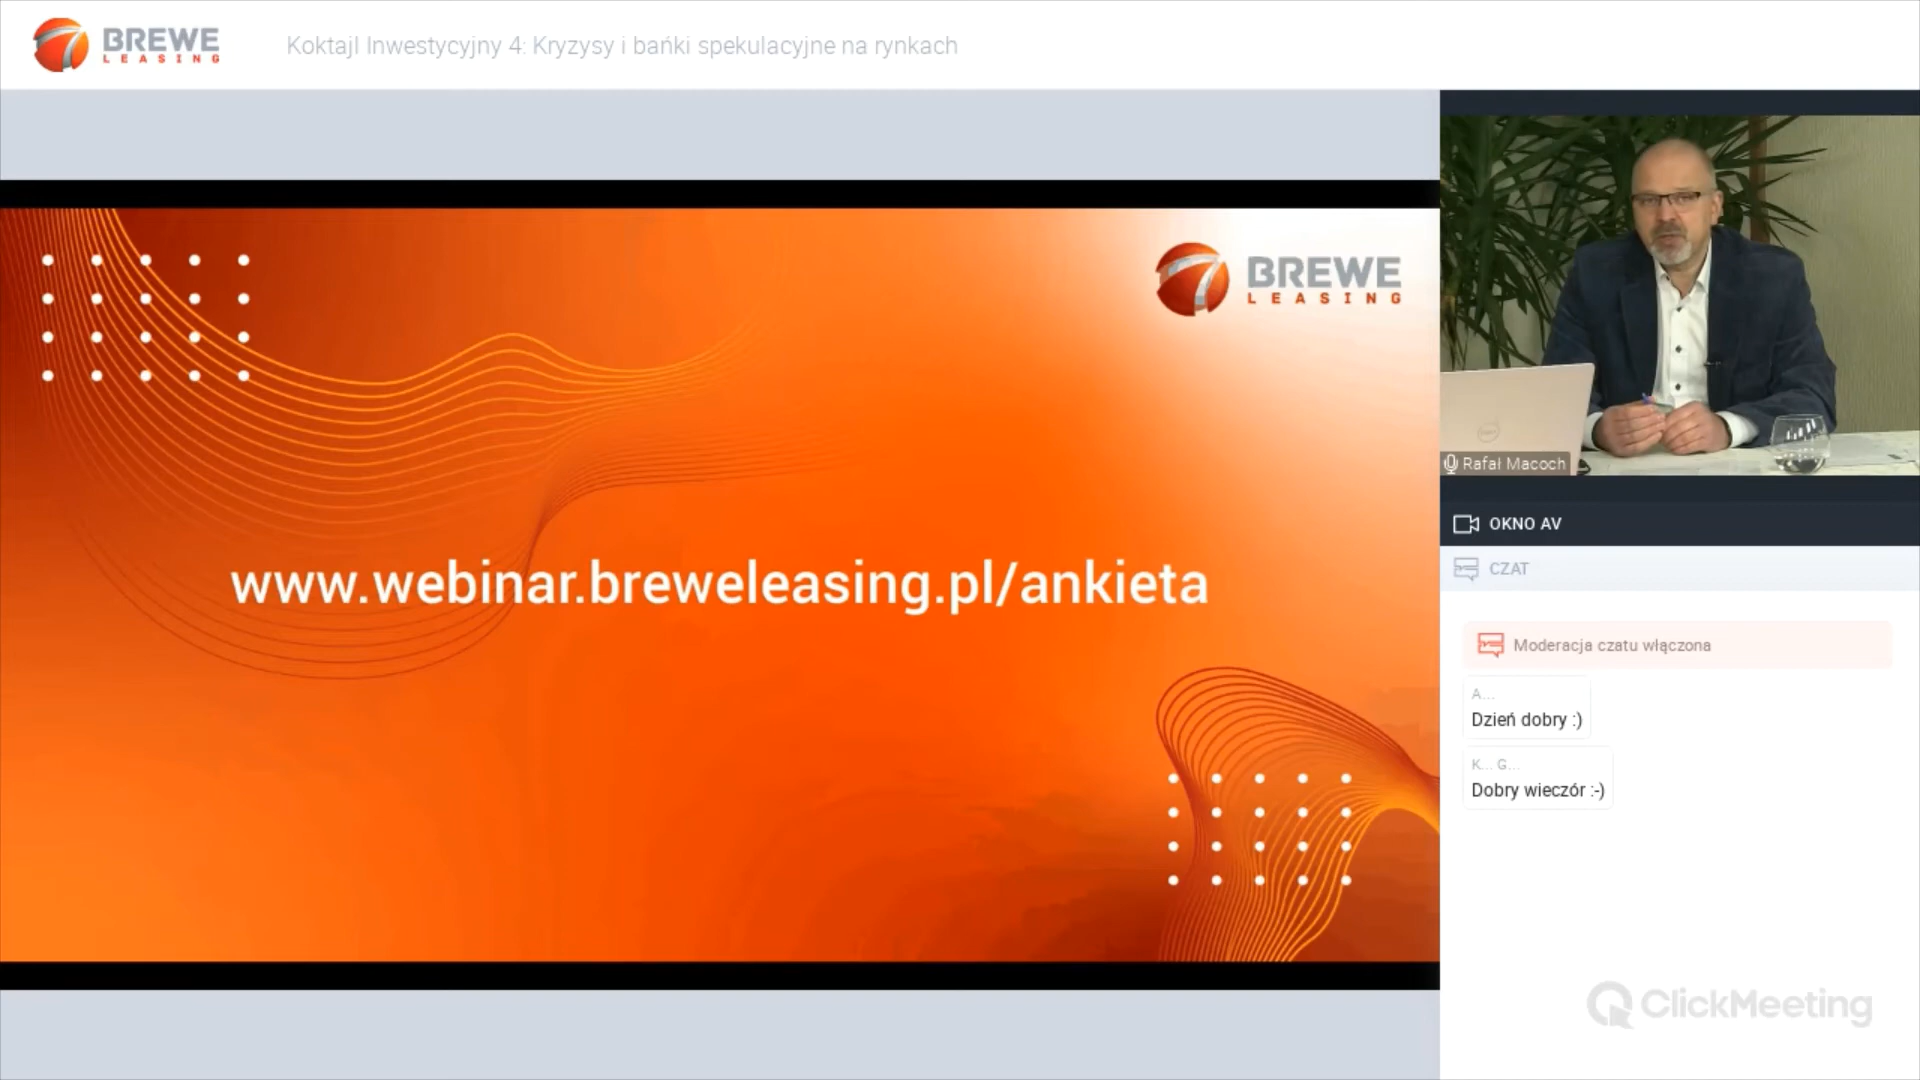 BREWE
LEASING
Koktajl Inwestycyjny 4: Kryzysy i bańki spekulacyjne na rynkach
BREWE
LEASING
www.webinar.breweleasing.pl/ankieta
Rafał Macoch
OKNO AV
CZAT
Moderacja czatu włączona
A...
Dzień dobry :)
K... G...
Dobry wieczór :-)
ClickMeeting